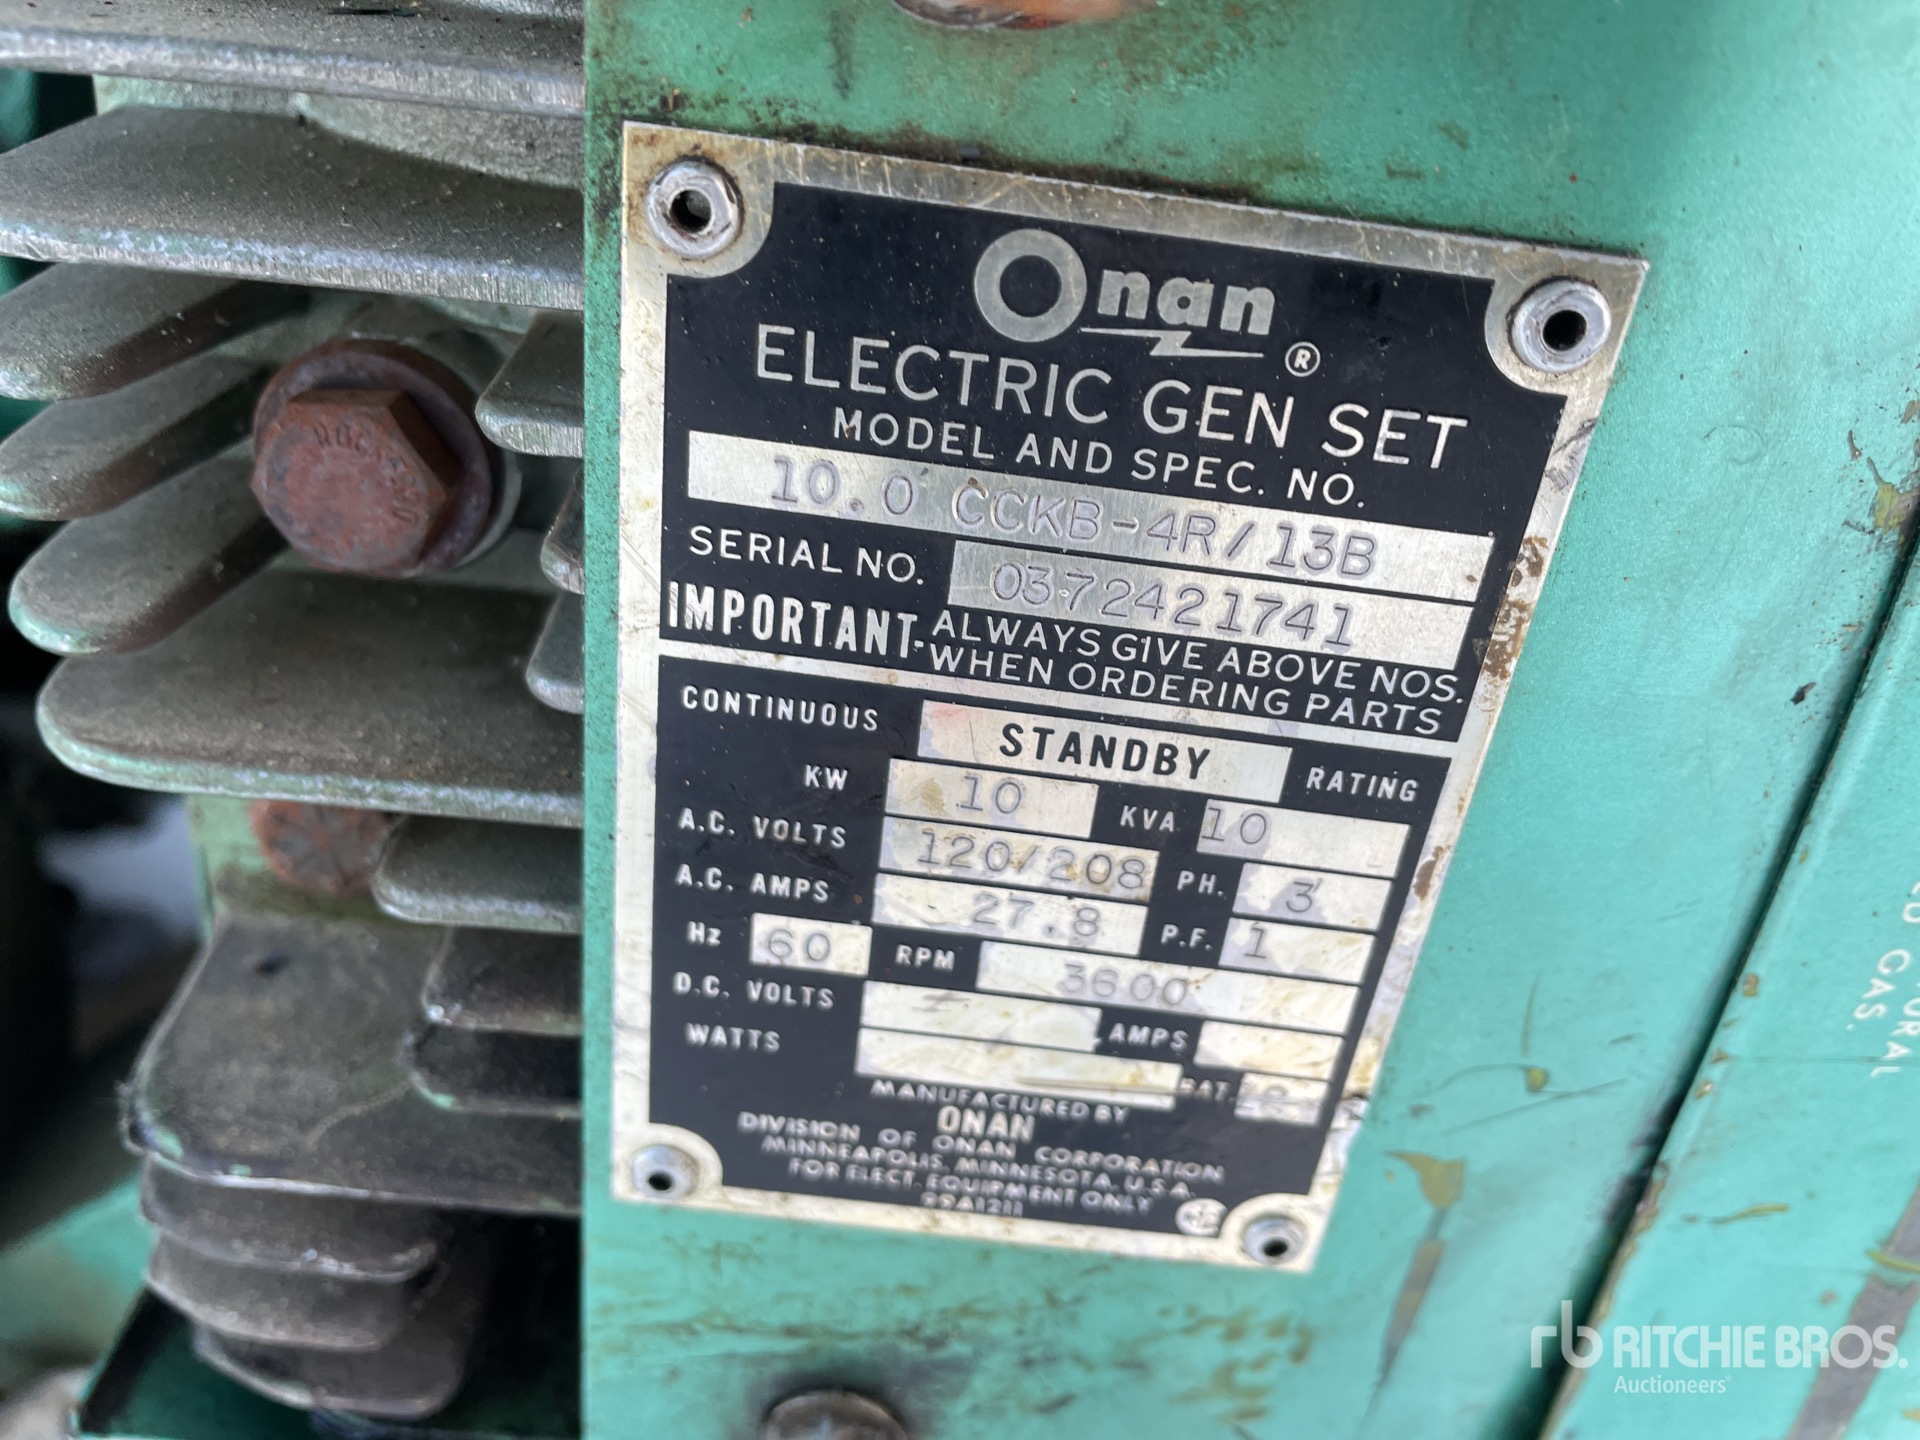 Onan ®
ELECTRIC GEN SET
MODEL AND SPEC. NO.
10.0 CCKB-4R/13B
SERIAL NO. 0372421741
IMPORTANT- ALWAYS GIVE ABOVE NOS.
WHEN ORDERING PARTS
CONTINUOUS STANDBY RATING
KW 10 KVA 10
A.C. VOLTS 120/208 PH. 3
A.C. AMPS 27.8 P.F. 1
Hz 60 RPM 3600
D.C. VOLTS AMPS
WATTS BAT.
MANUFACTURED BY
ONAN
DIVISION OF ONAN CORPORATION
MINNEAPOLIS, MINNESOTA, U.S.A.
FOR ELECT. EQUIPMENT ONLY
99A1211
GAS.
rb RITCHIE BROS.
Auctioneers